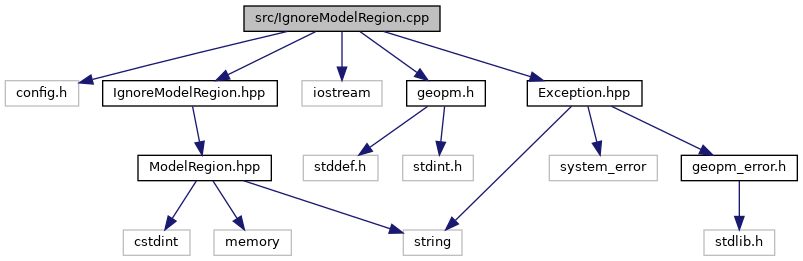 src/IgnoreModelRegion.cpp
config.h
IgnoreModelRegion.hpp
iostream
geopm.h
Exception.hpp
ModelRegion.hpp
stddef.h
stdint.h
system_error
geopm_error.h
cstdint
memory
string
stdlib.h